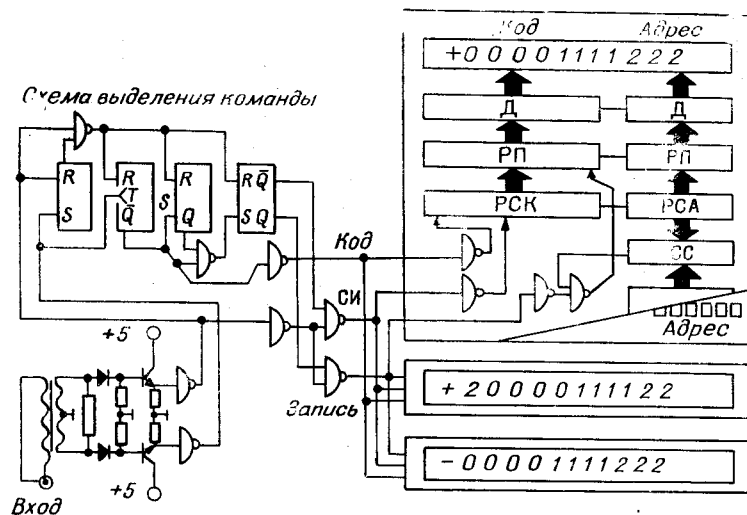 Код Адрес
+00001111222
Схема выделения команды
Д Д
РП РП
R R R R Q̄
T
S Q̄ S Q S Q
РСК РСА
Код
СС
СИ
+5
Адрес
+20000111122
Запись
-00001111222
+5
Вход